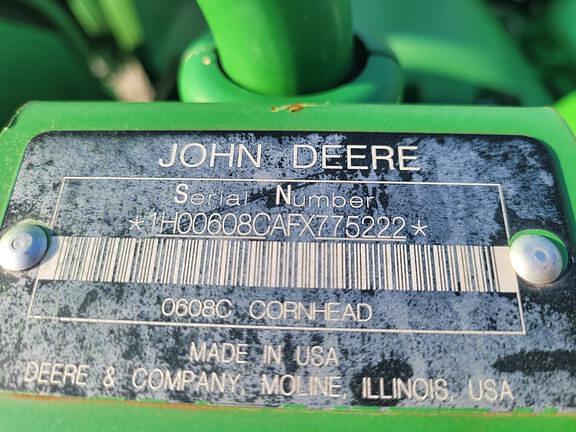 JOHN DEERE
Serial Number
*1H00608CAFX775222*
0608C CORNHEAD
MADE IN USA
DEERE & COMPANY, MOLINE, ILLINOIS, USA